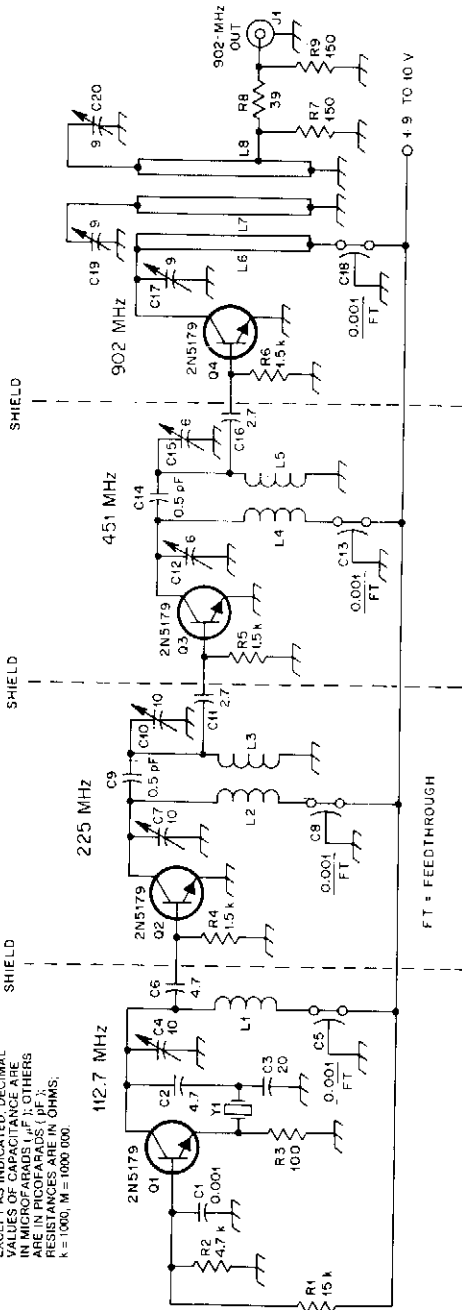 EXCEPT AS INDICATED, DECIMAL
VALUES OF CAPACITANCE ARE
IN MICROFARADS (µF); OTHERS
ARE IN PICOFARADS (pF);
RESISTANCES ARE IN OHMS;
k = 1000, M = 1000 000.
SHIELD
SHIELD
SHIELD
112.7 MHz
2N5179
Q1
C1
0.001
R2
4.7 k
R1
15 k
C2
4.7
C4
10
Y1
C3
20
R3
100
L1
C5
0.001
FT
C6
4.7
225 MHz
2N5179
Q2
R4
1.5 k
C7
10
C9
0.5 pF
C10
10
L2
L3
C8
0.001
FT
C11
2.7
451 MHz
2N5179
Q3
R5
1.5 k
C12
6
C14
0.5 pF
C15
6
L4
L5
C13
0.001
FT
C16
2.7
902 MHz
2N5179
Q4
R6
1.5 k
C17
9
C19
9
C20
9
L6
L7
L8
C18
0.001
FT
R7
150
R8
39
R9
150
902-MHz
OUT
J1
+9 TO 10 V
FT = FEEDTHROUGH